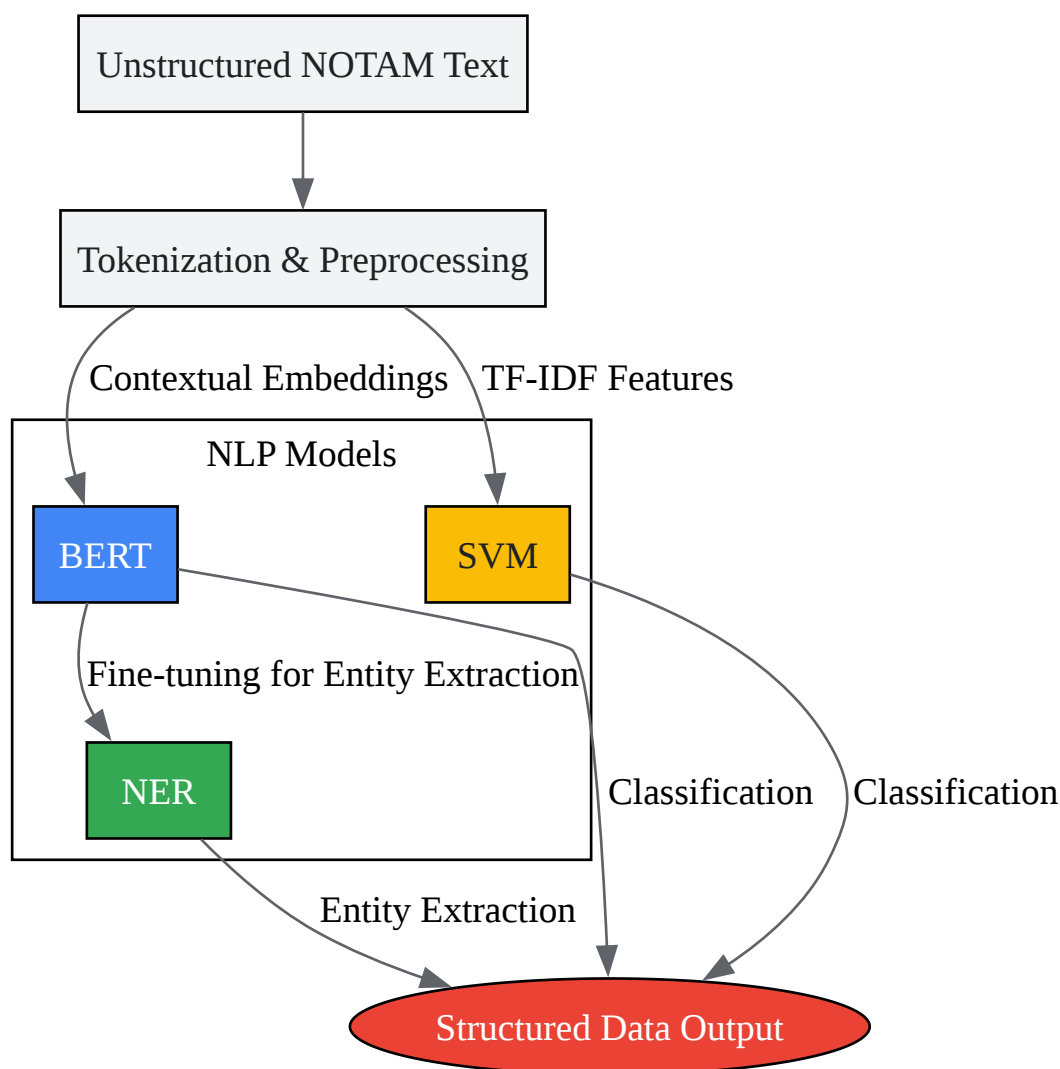 Unstructured NOTAM Text
Tokenization & Preprocessing
Contextual Embeddings
TF-IDF Features
NLP Models
BERT
SVM
Fine-tuning for Entity Extraction
NER
Classification
Classification
Entity Extraction
Structured Data Output